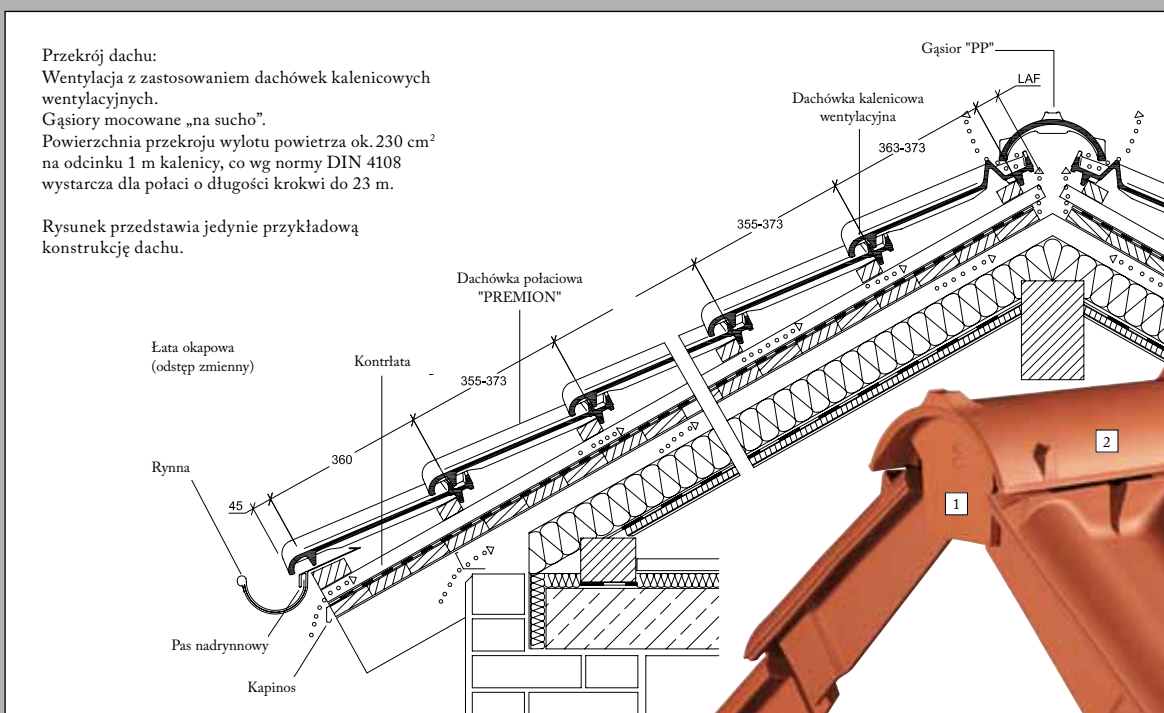 Przekrój dachu:
Wentylacja z zastosowaniem dachówek kalenicowych
wentylacyjnych.
Gąsiory mocowane „na sucho”.
Powierzchnia przekroju wylotu powietrza ok. 230 cm²
na odcinku 1 m kalenicy, co wg normy DIN 4108
wystarcza dla połaci o długości krokwi do 23 m.
Rysunek przedstawia jedynie przykładową
konstrukcję dachu.
Gąsior "PP"
LAF
Dachówka kalenicowa
wentylacyjna
363-373
355-373
Dachówka połaciowa
"PREMION"
Łata okapowa
(odstęp zmienny)
Kontrłata
355-373
360
Rynna
45
2
1
Pas nadrynnowy
Kapinos